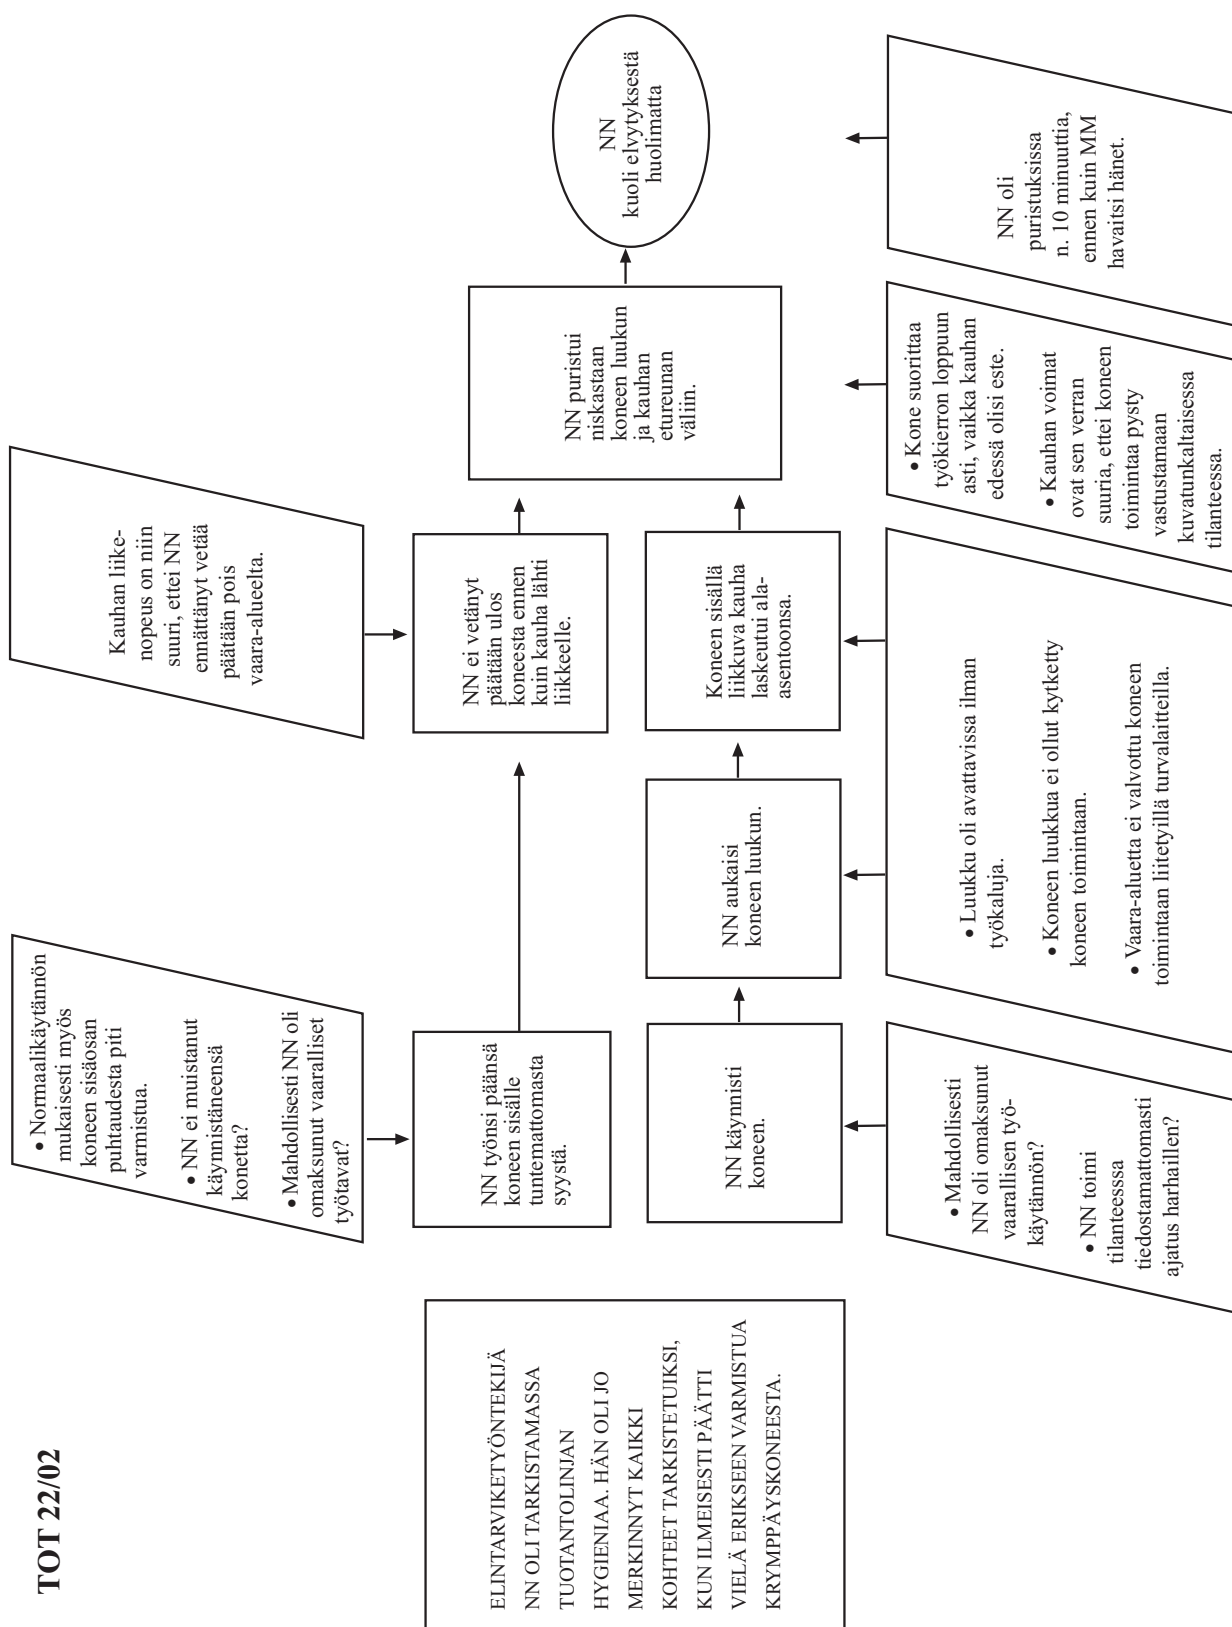 TOT 22/02
ELINTARVIKETYÖNTEKIJÄ
NN OLI TARKISTAMASSA
TUOTANTOLINJAN
HYGIENIAA. HÄN OLI JO
MERKINNYT KAIKKI
KOHTEET TARKISTETUIKSI,
KUN ILMEISESTI PÄÄTTI
VIELÄ ERIKSEEN VARMISTUA
KRYMPPÄYSKONEESTA.
• Normaalikäytännön
mukaisesti myös
koneen sisäosan
puhtaudesta piti
varmistua.
• NN ei muistanut
käynnistäneensä
konetta?
• Mahdollisesti NN oli
omaksunut vaaralliset
työtavat?
NN työnsi päänsä
koneen sisälle
tuntemattomasta
syystä.
NN käynmisti
koneen.
• Mahdollisesti
NN oli omaksunut
vaarallisen työ-
käytännön?
• NN toimi
tilanteesssa
tiedostamattomasti
ajatus harhaillen?
NN aukaisi
koneen luukun.
• Luukku oli avattavissa ilman
työkaluja.
• Koneen luukkua ei ollut kytketty
koneen toimintaan.
• Vaara-aluetta ei valvottu koneen
toimintaan liitetyillä turvalaitteilla.
Kauhan liike-
nopeus on niin
suuri, ettei NN
ennättänyt vetää
päätään pois
vaara-alueelta.
NN ei vetänyt
päätään ulos
koneesta ennen
kuin kauha lähti
liikkeelle.
Koneen sisällä
liikkuva kauha
laskeutui ala-
asentoonsa.
NN puristui
niskastaan
koneen luukun
ja kauhan
etureunan
väliin.
• Kone suorittaa
työkierron loppuun
asti, vaikka kauhan
edessä olisi este.
• Kauhan voimat
ovat sen verran
suuria, ettei koneen
toimintaa pysty
vastustamaan
kuvatunkaltaisessa
tilanteessa.
NN
kuoli elvytyksestä
huolimatta
NN oli
puristuksissa
n. 10 minuuttia,
ennen kuin MM
havaitsi hänet.